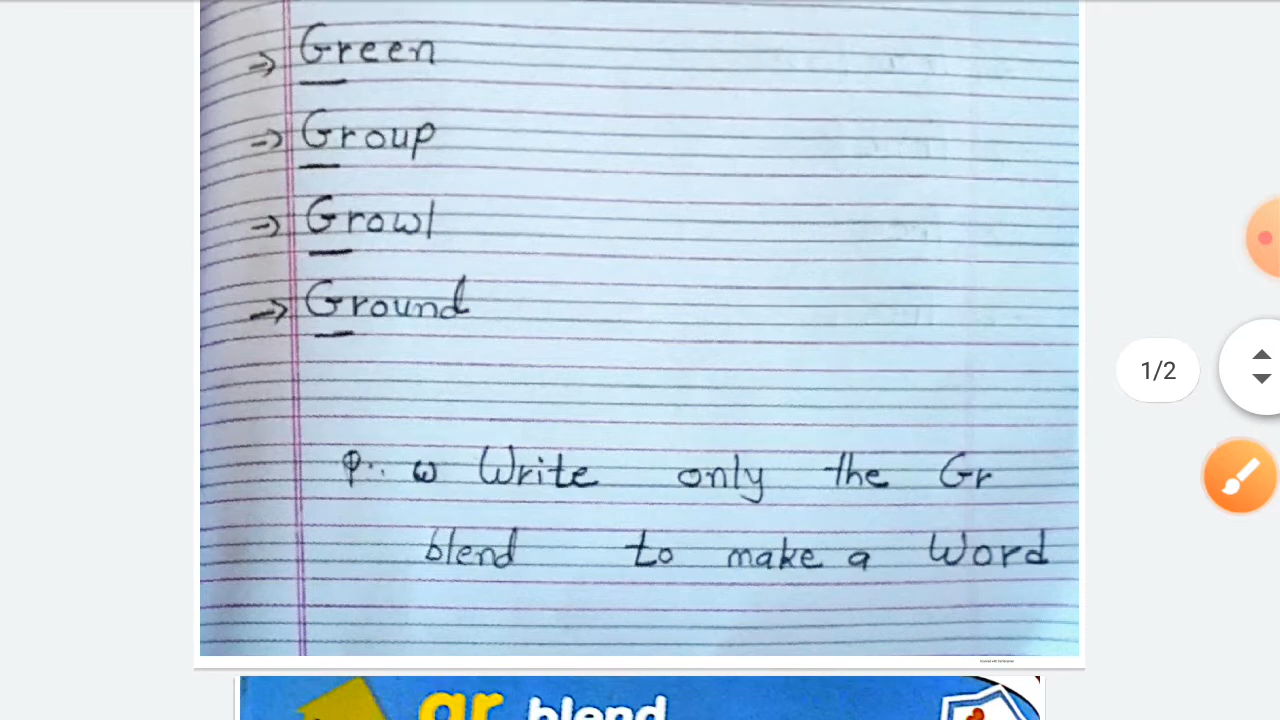 → Green
→ Group
→ Growl
→ Ground
1/2
Write only the Gr
blend to make a Word
gr blend